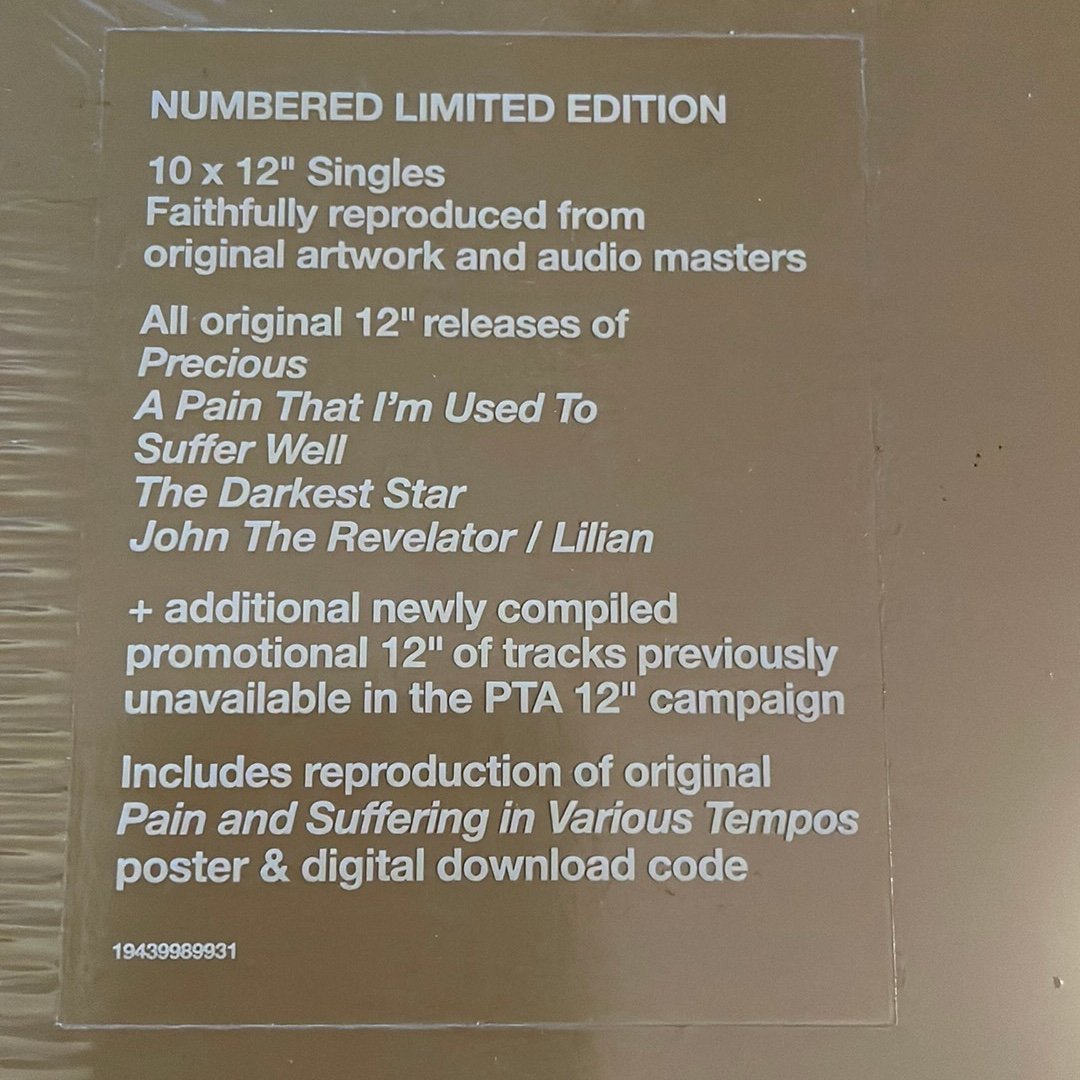 NUMBERED LIMITED EDITION
10 x 12" Singles
Faithfully reproduced from
original artwork and audio masters
All original 12" releases of
Precious
A Pain That I'm Used To
Suffer Well
The Darkest Star
John The Revelator / Lilian
+ additional newly compiled
promotional 12" of tracks previously
unavailable in the PTA 12" campaign
Includes reproduction of original
Pain and Suffering in Various Tempos
poster & digital download code
19439989931